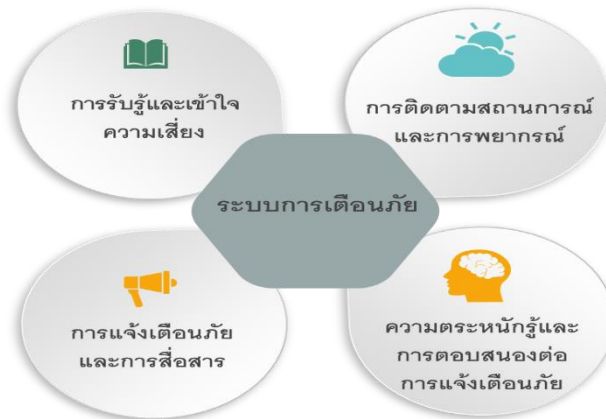 การรับรู้และเข้าใจ
ความเสี่ยง
การติดตามสถานการณ์
และการพยากรณ์
ระบบการเตือนภัย
การแจ้งเตือนภัย
และการสื่อสาร
ความตระหนักรู้และ
การตอบสนองต่อ
การแจ้งเตือนภัย